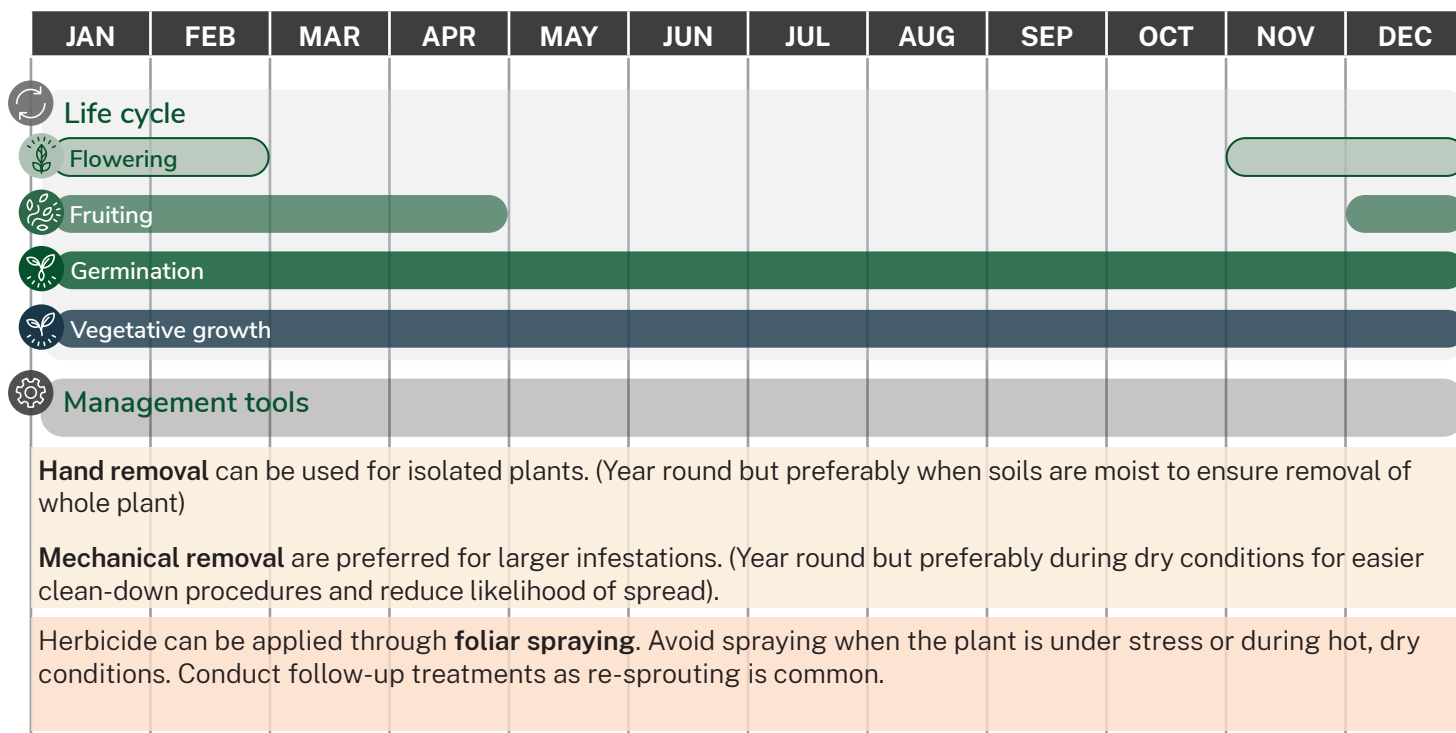 JAN FEB MAR APR MAY JUN JUL AUG SEP OCT NOV DEC
Life cycle
Flowering
Fruiting
Germination
Vegetative growth
Management tools
Hand removal can be used for isolated plants. (Year round but preferably when soils are moist to ensure removal of
whole plant)
Mechanical removal are preferred for larger infestations. (Year round but preferably during dry conditions for easier
clean-down procedures and reduce likelihood of spread).
Herbicide can be applied through foliar spraying. Avoid spraying when the plant is under stress or during hot, dry
conditions. Conduct follow-up treatments as re-sprouting is common.